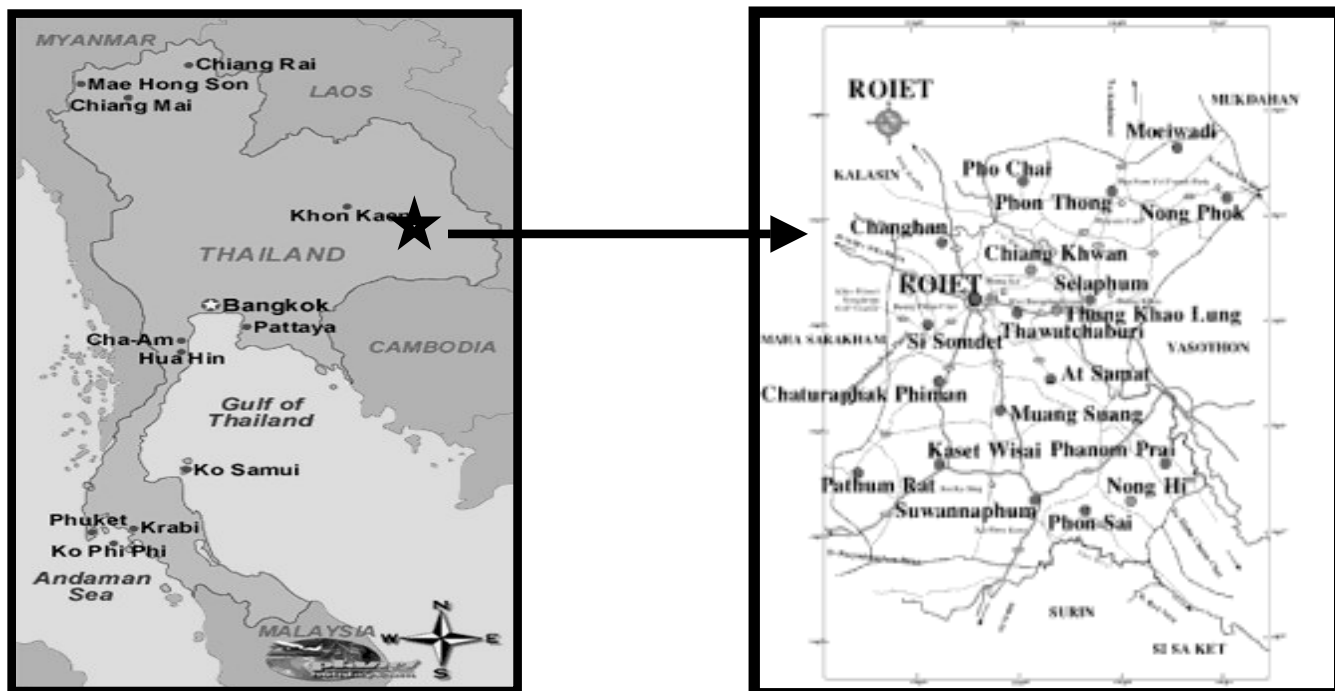 MYANMAR
Chiang Rai
Mae Hong Son
Chiang Mai
LAOS
Khon Kaen
THAILAND
Bangkok
Pattaya
Cha-Am
Hua Hin
CAMBODIA
Gulf of
Thailand
Ko Samui
Phuket
Krabi
Ko Phi Phi
Andaman
Sea
MALAYSIA
N
W
E
S
ROIET
MUKDAHAN
Moeiwadi
KALASIN
Pho Chai
Phon Thong
Nong Phok
Changhan
Chiang Khwan
ROIET
Selaphum
Thung Khao Lung
Thawatchaburi
MAHA SARAKHAM
Si Somdet
YASOTHON
At Samat
Chaturaphak Phiman
Muang Suang
Kaset Wisai
Phanum Prai
Pathum Rat
Nong Hi
Suwannaphum
Phon Sai
SURIN
SI SA KET